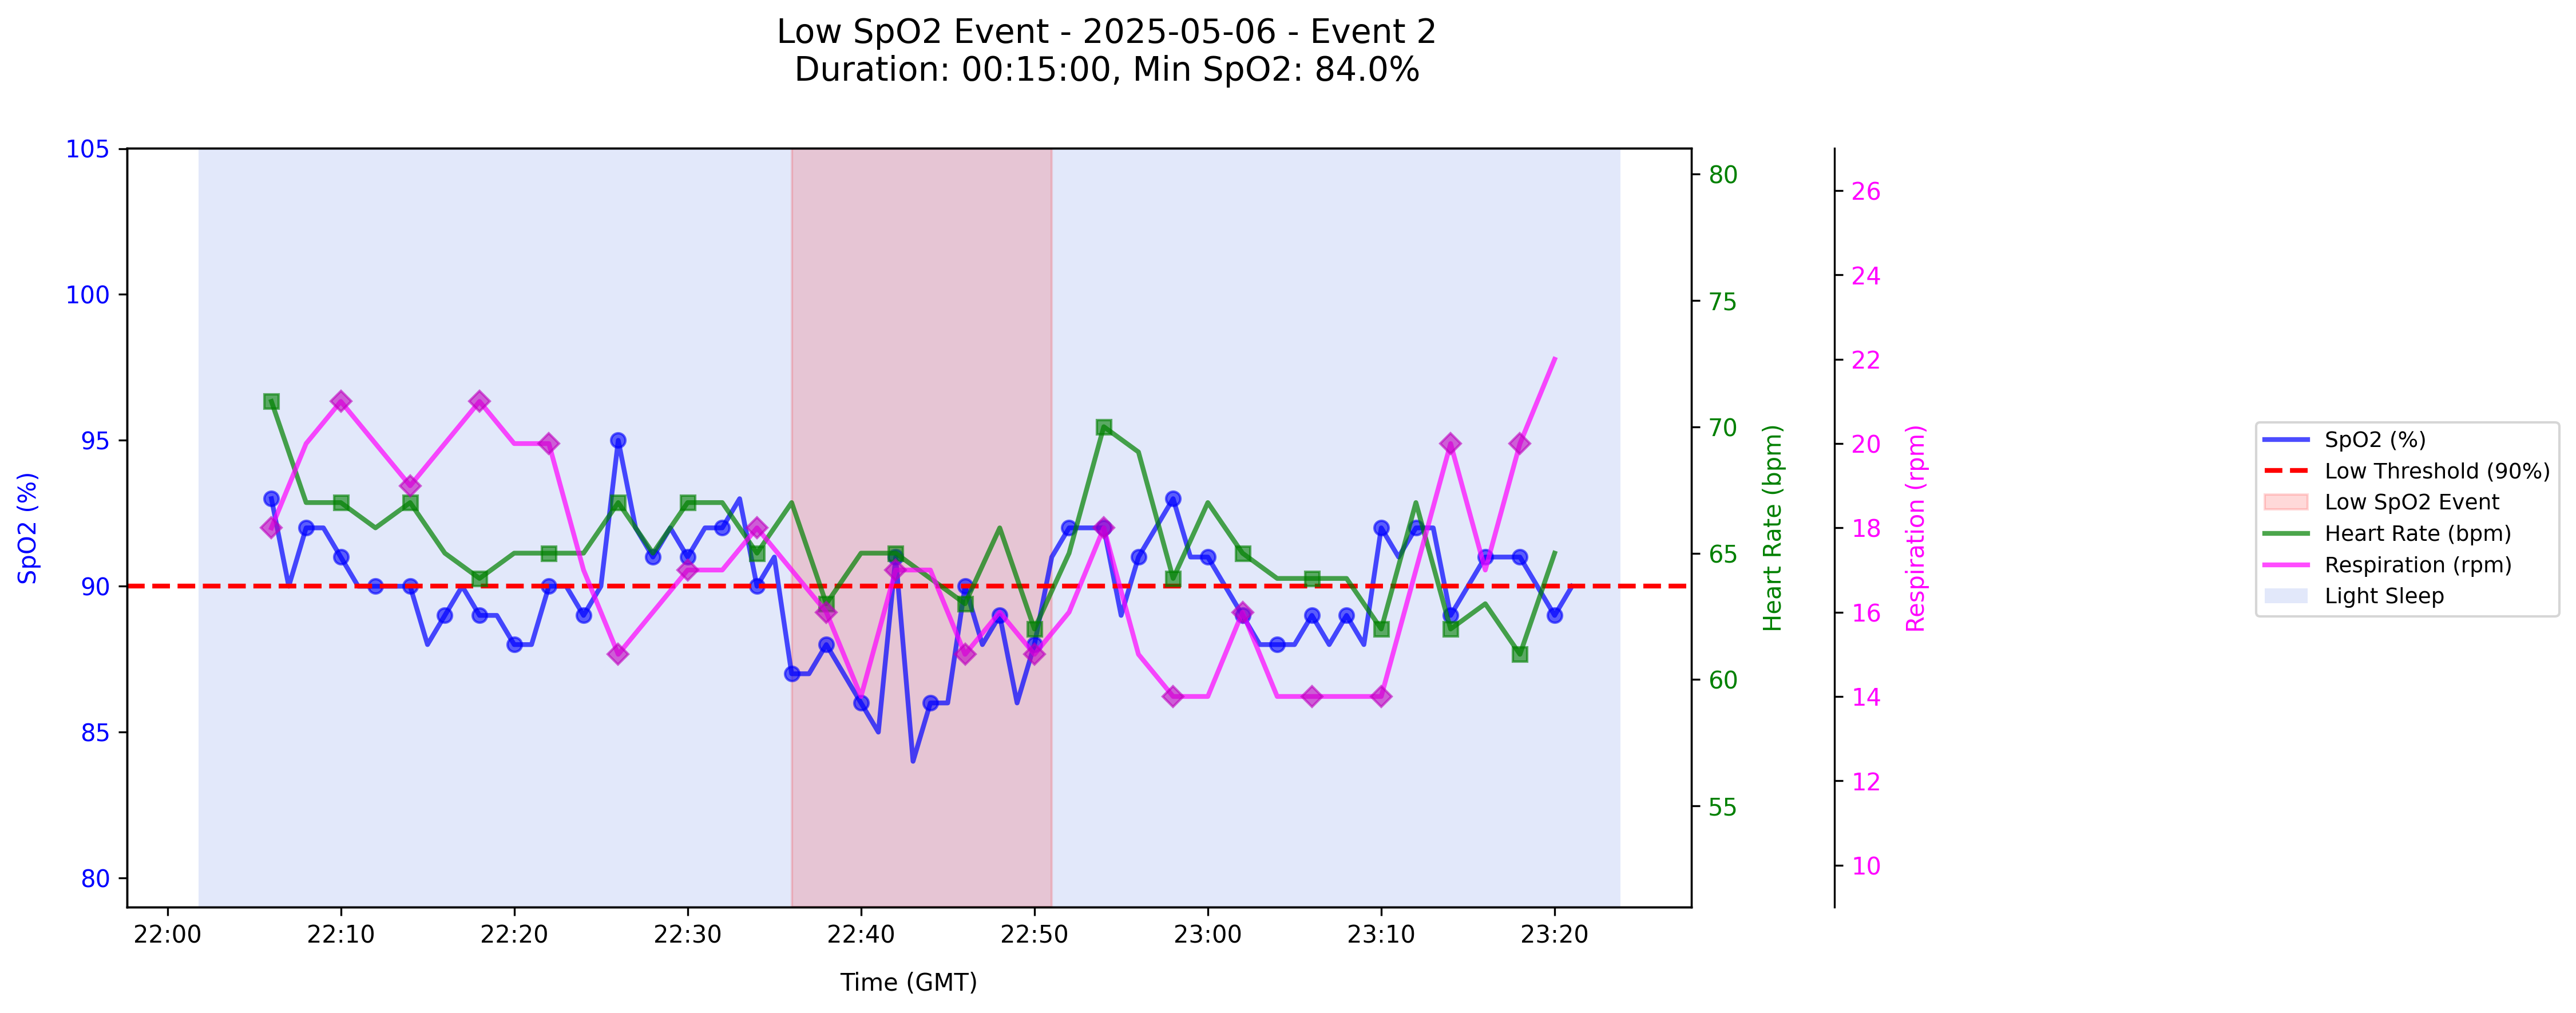 Low SpO2 Event - 2025-05-06 - Event 2
Duration: 00:15:00, Min SpO2: 84.0%
105
100
95
90
85
80
SpO2 (%)
22:00
22:10
22:20
22:30
22:40
22:50
23:00
23:10
23:20
Time (GMT)
80
75
70
65
60
55
Heart Rate (bpm)
26
24
22
20
18
16
14
12
10
Respiration (rpm)
SpO2 (%)
Low Threshold (90%)
Low SpO2 Event
Heart Rate (bpm)
Respiration (rpm)
Light Sleep